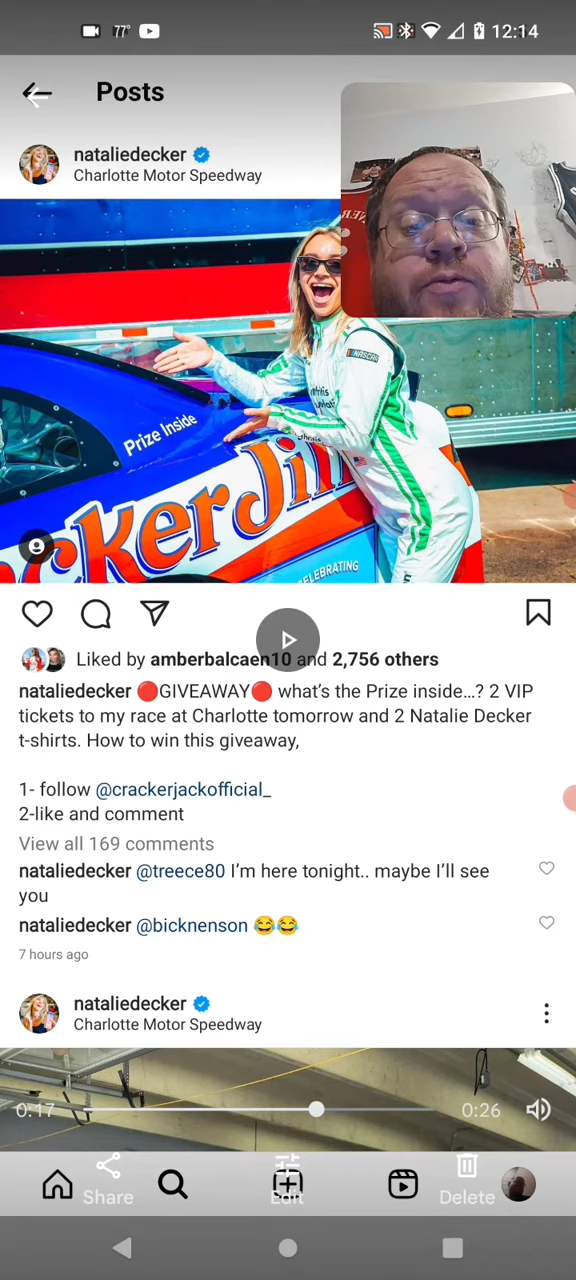 77°
12:14
Posts
nataliedecker
Charlotte Motor Speedway
NASCAR
Prize Inside
ckerJil
CELEBRATING
Liked by amberbalcaen10 and 2,756 others
nataliedecker 🔴GIVEAWAY🔴 what's the Prize inside…? 2 VIP
tickets to my race at Charlotte tomorrow and 2 Natalie Decker
t-shirts. How to win this giveaway,
1- follow @crackerjackofficial_
2-like and comment
View all 169 comments
nataliedecker @treece80 I'm here tonight.. maybe I'll see
you
nataliedecker @bicknenson 😂😂
7 hours ago
nataliedecker
Charlotte Motor Speedway
0:17
0:26
Share
Edit
Delete